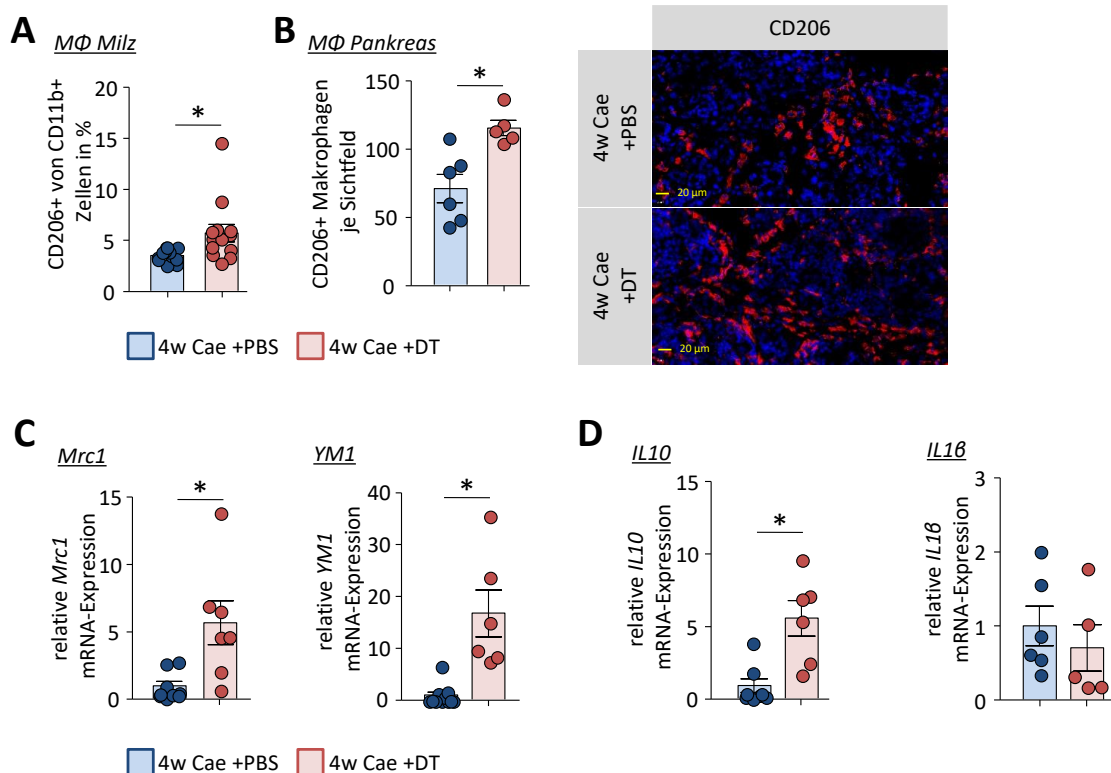 A
MΦ Milz
CD206+ von CD11b+
Zellen in %
20
15
10
5
0
*
B
MΦ Pankreas
CD206+ Makrophagen
je Sichtfeld
150
100
50
0
*
CD206
4w Cae
+PBS
20 µm
4w Cae
+DT
20 µm
4w Cae +PBS
4w Cae +DT
C
Mrc1
relative Mrc1
mRNA-Expression
15
10
5
0
*
YM1
relative YM1
mRNA-Expression
40
30
20
10
0
*
D
IL10
relative IL10
mRNA-Expression
15
10
5
0
*
IL1β
relative IL1β
mRNA-Expression
3
2
1
0
4w Cae +PBS
4w Cae +DT